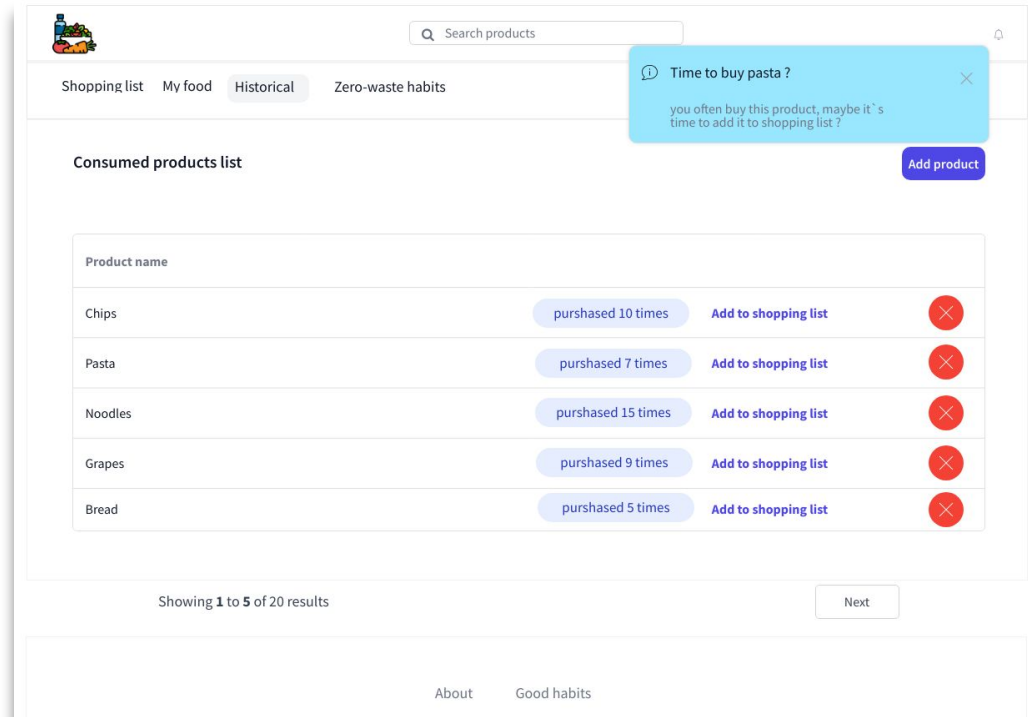 Search products
Time to buy pasta ?
you often buy this product, maybe it`s
time to add it to shopping list ?
Shopping list My food Historical Zero-waste habits
Consumed products list
Add product
Product name
Chips purshased 10 times Add to shopping list
Pasta purshased 7 times Add to shopping list
Noodles purshased 15 times Add to shopping list
Grapes purshased 9 times Add to shopping list
Bread purshased 5 times Add to shopping list
Showing 1 to 5 of 20 results Next
About Good habits